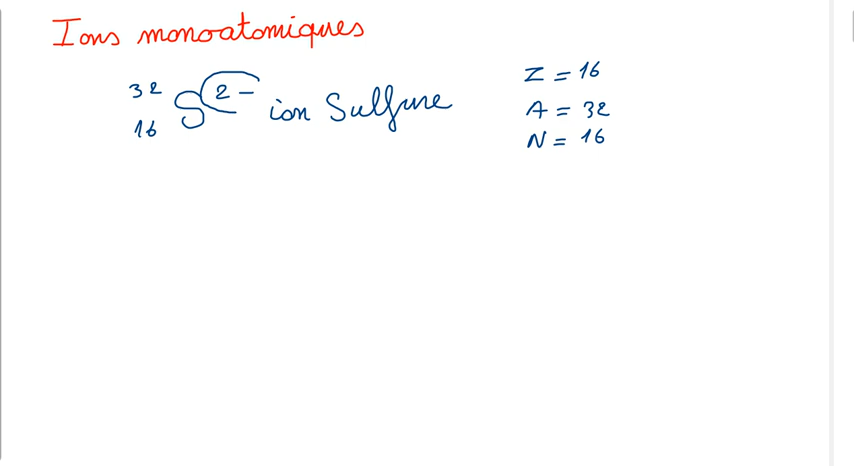 Ions monoatomiques
32
16 S 2- ion Sulfure
Z = 16
A = 32
N = 16